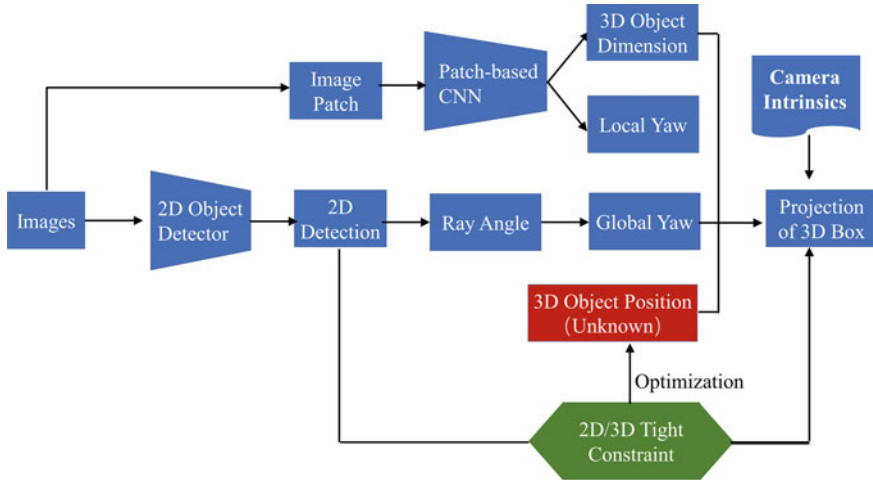 3D Object
Dimension
Image
Patch
Patch-based
CNN
Camera
Intrinsics
Local Yaw
Images
2D Object
Detector
2D
Detection
Ray Angle
Global Yaw
Projection
of 3D Box
3D Object Position
(Unknown)
Optimization
2D/3D Tight
Constraint